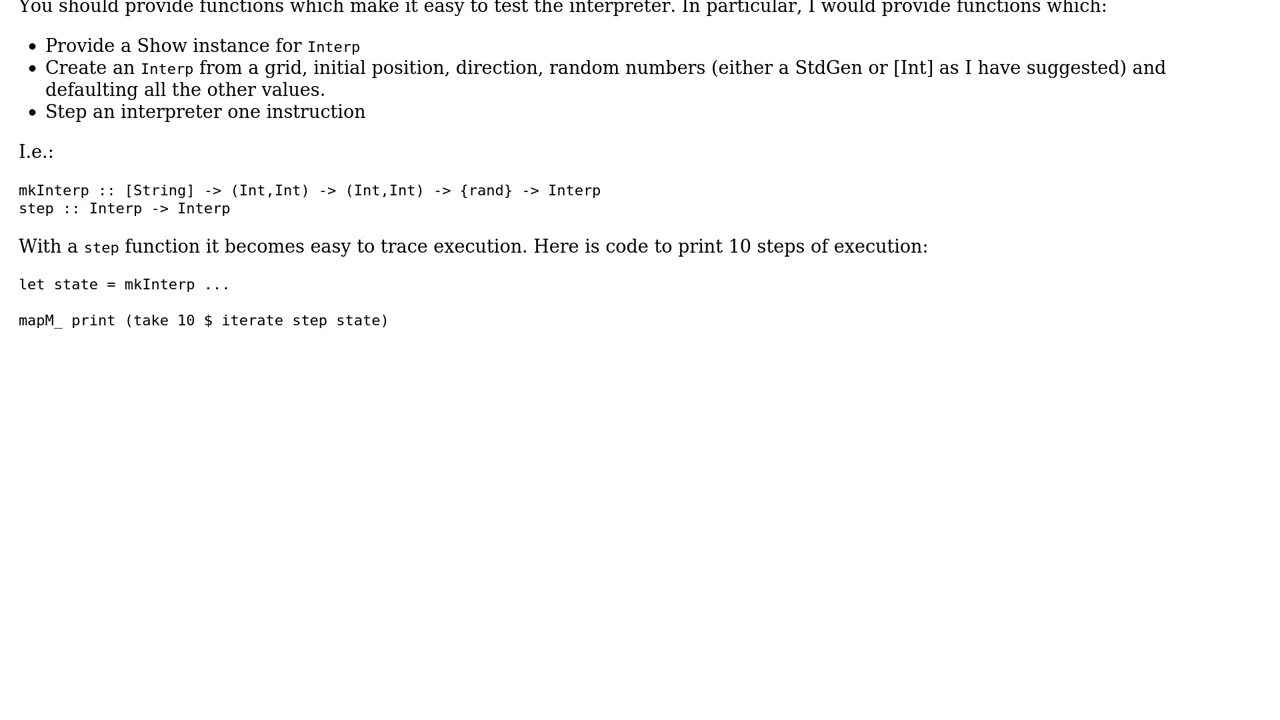 You should provide functions which make it easy to test the interpreter. In particular, I would provide functions which:
Provide a Show instance for Interp
Create an Interp from a grid, initial position, direction, random numbers (either a StdGen or [Int] as I have suggested) and
defaulting all the other values.
Step an interpreter one instruction
I.e.:
mkInterp :: [String] -> (Int,Int) -> (Int,Int) -> {rand} -> Interp
step :: Interp -> Interp
With a step function it becomes easy to trace execution. Here is code to print 10 steps of execution:
let state = mkInterp ...
mapM_ print (take 10 $ iterate step state)